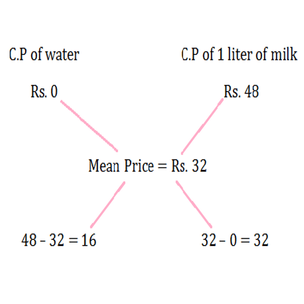 C.P of water
C.P of 1 liter of milk
Rs. 0
Rs. 48
Mean Price = Rs. 32
48 – 32 = 16
32 – 0 = 32